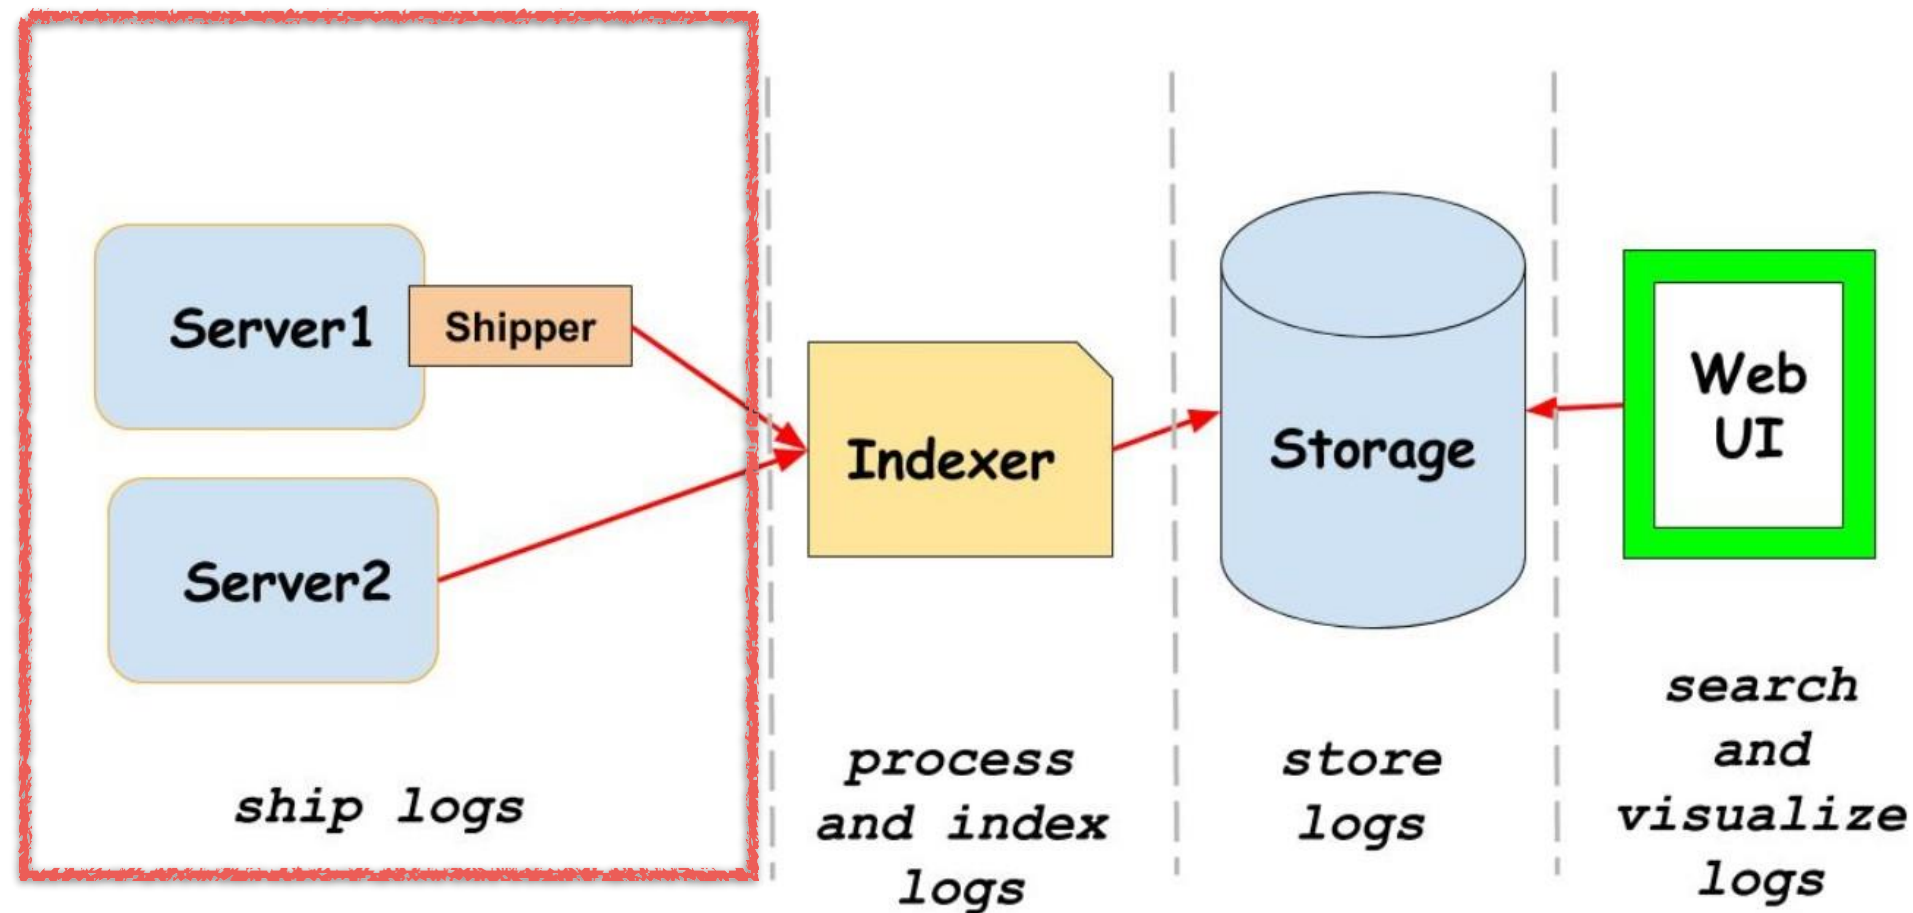 Server1
Shipper
Server2
ship logs
Indexer
process
and index
logs
Storage
store
logs
Web
UI
search
and
visualize
logs